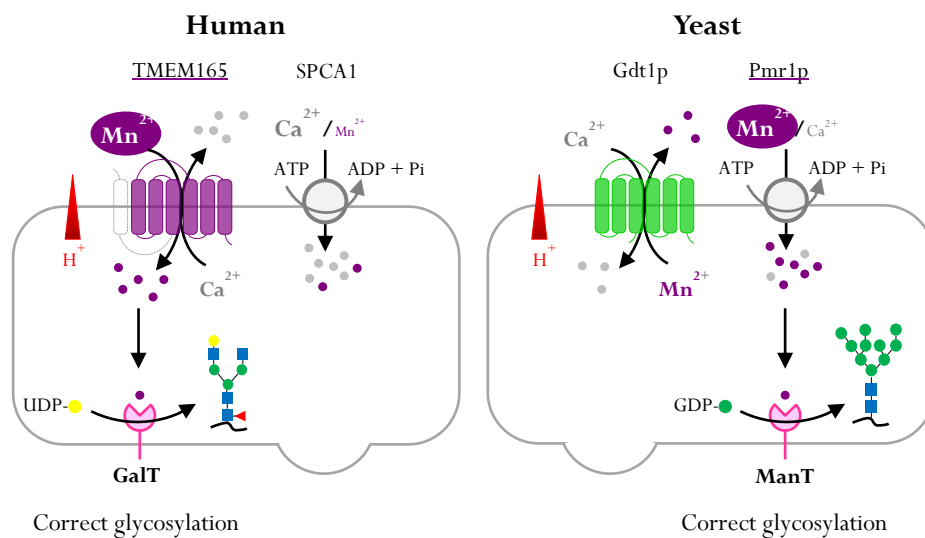 Human
TMEM165
SPCA1
Mn2+
Ca2+ / Mn2+
ATP
ADP + Pi
H+
Ca2+
UDP-
GalT
Correct glycosylation
Yeast
Gdt1p
Pmr1p
Ca2+
Mn2+/Ca2+
ATP
ADP + Pi
H+
Mn2+
GDP-
ManT
Correct glycosylation